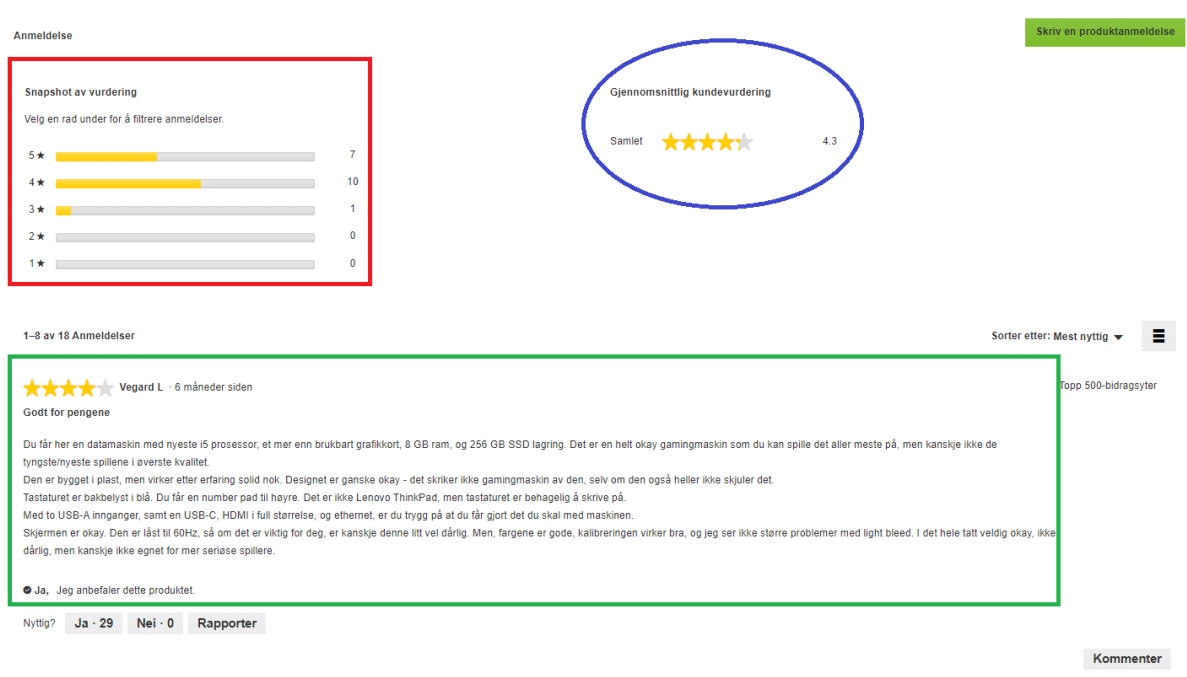 Skriv en produktanmeldelse
Anmeldelse
Snapshot av vurdering
Velg en rad under for å filtrere anmeldelser.
5★ 7
4★ 10
3★ 1
2★ 0
1★ 0
Gjennomsnittlig kundevurdering
Samlet 4.3
1–8 av 18 Anmeldelser
Sorter etter: Mest nyttig ▼
Vegard L · 6 måneder siden
Topp 500-bidragsyter
Godt for pengene
Du får her en datamaskin med nyeste i5 prosessor, et mer enn brukbart grafikkort, 8 GB ram, og 256 GB SSD lagring. Det er en helt okay gamingmaskin som du kan spille det aller meste på, men kanskje ikke de
tyngste/nyeste spillene i øverste kvalitet.
Den er bygget i plast, men virker etter erfaring solid nok. Designet er ganske okay - det skriker ikke gamingmaskin av den, selv om den også heller ikke skjuler det.
Tastaturet er bakbelyst i blå. Du får en number pad til høyre. Det er ikke Lenovo ThinkPad, men tastaturet er behagelig å skrive på.
Med to USB-A innganger, samt en USB-C, HDMI i full størrelse, og ethernet, er du trygg på at du får gjort det du skal med maskinen.
Skjermen er okay. Den er låst til 60Hz, så om det er viktig for deg, er kanskje denne litt vel dårlig. Men, fargene er gode, kalibreringen virker bra, og jeg ser ikke større problemer med light bleed. I det hele tatt veldig okay, ikke
dårlig, men kanskje ikke egnet for mer seriøse spillere.
Ja, Jeg anbefaler dette produktet.
Nyttig? Ja · 29 Nei · 0 Rapporter
Kommenter